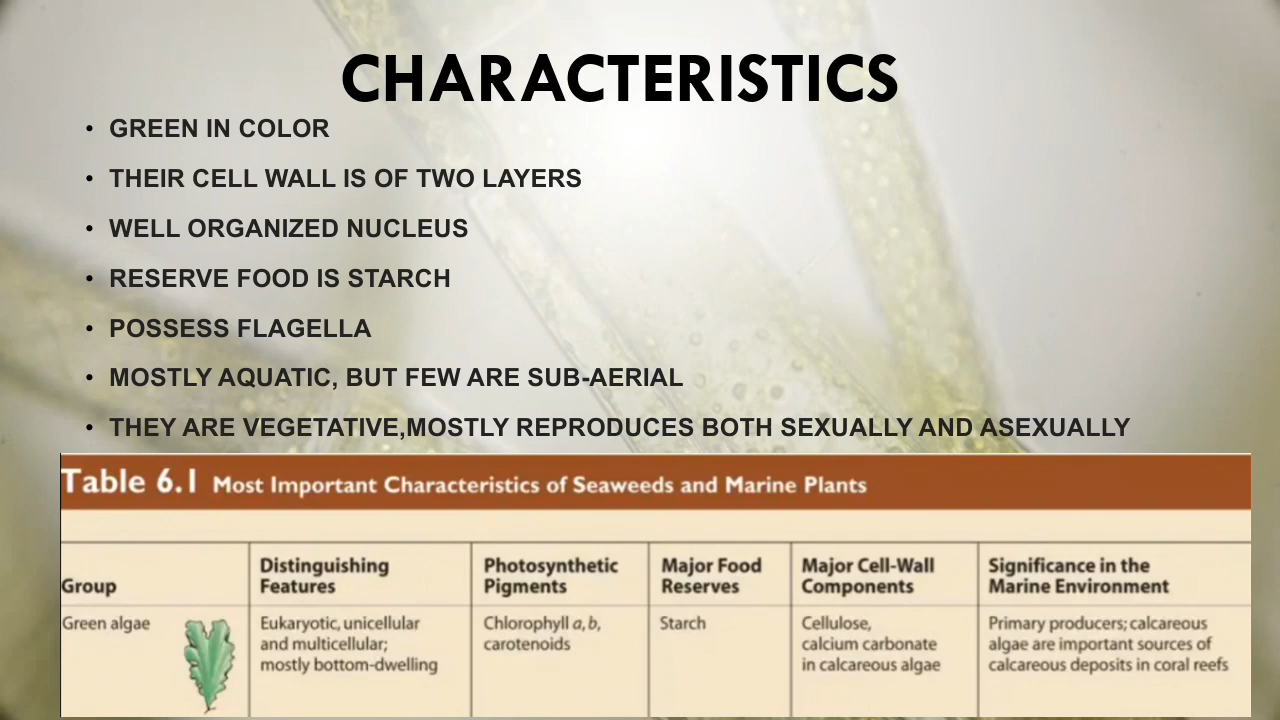 CHARACTERISTICS
• GREEN IN COLOR
• THEIR CELL WALL IS OF TWO LAYERS
• WELL ORGANIZED NUCLEUS
• RESERVE FOOD IS STARCH
• POSSESS FLAGELLA
• MOSTLY AQUATIC, BUT FEW ARE SUB-AERIAL
• THEY ARE VEGETATIVE,MOSTLY REPRODUCES BOTH SEXUALLY AND ASEXUALLY
Table 6.1 Most Important Characteristics of Seaweeds and Marine Plants
Group
Distinguishing
Features
Photosynthetic
Pigments
Major Food
Reserves
Major Cell-Wall
Components
Significance in the
Marine Environment
Green algae
Eukaryotic, unicellular
and multicellular;
mostly bottom-dwelling
Chlorophyll a, b,
carotenoids
Starch
Cellulose,
calcium carbonate
in calcareous algae
Primary producers; calcareous
algae are important sources of
calcareous deposits in coral reefs